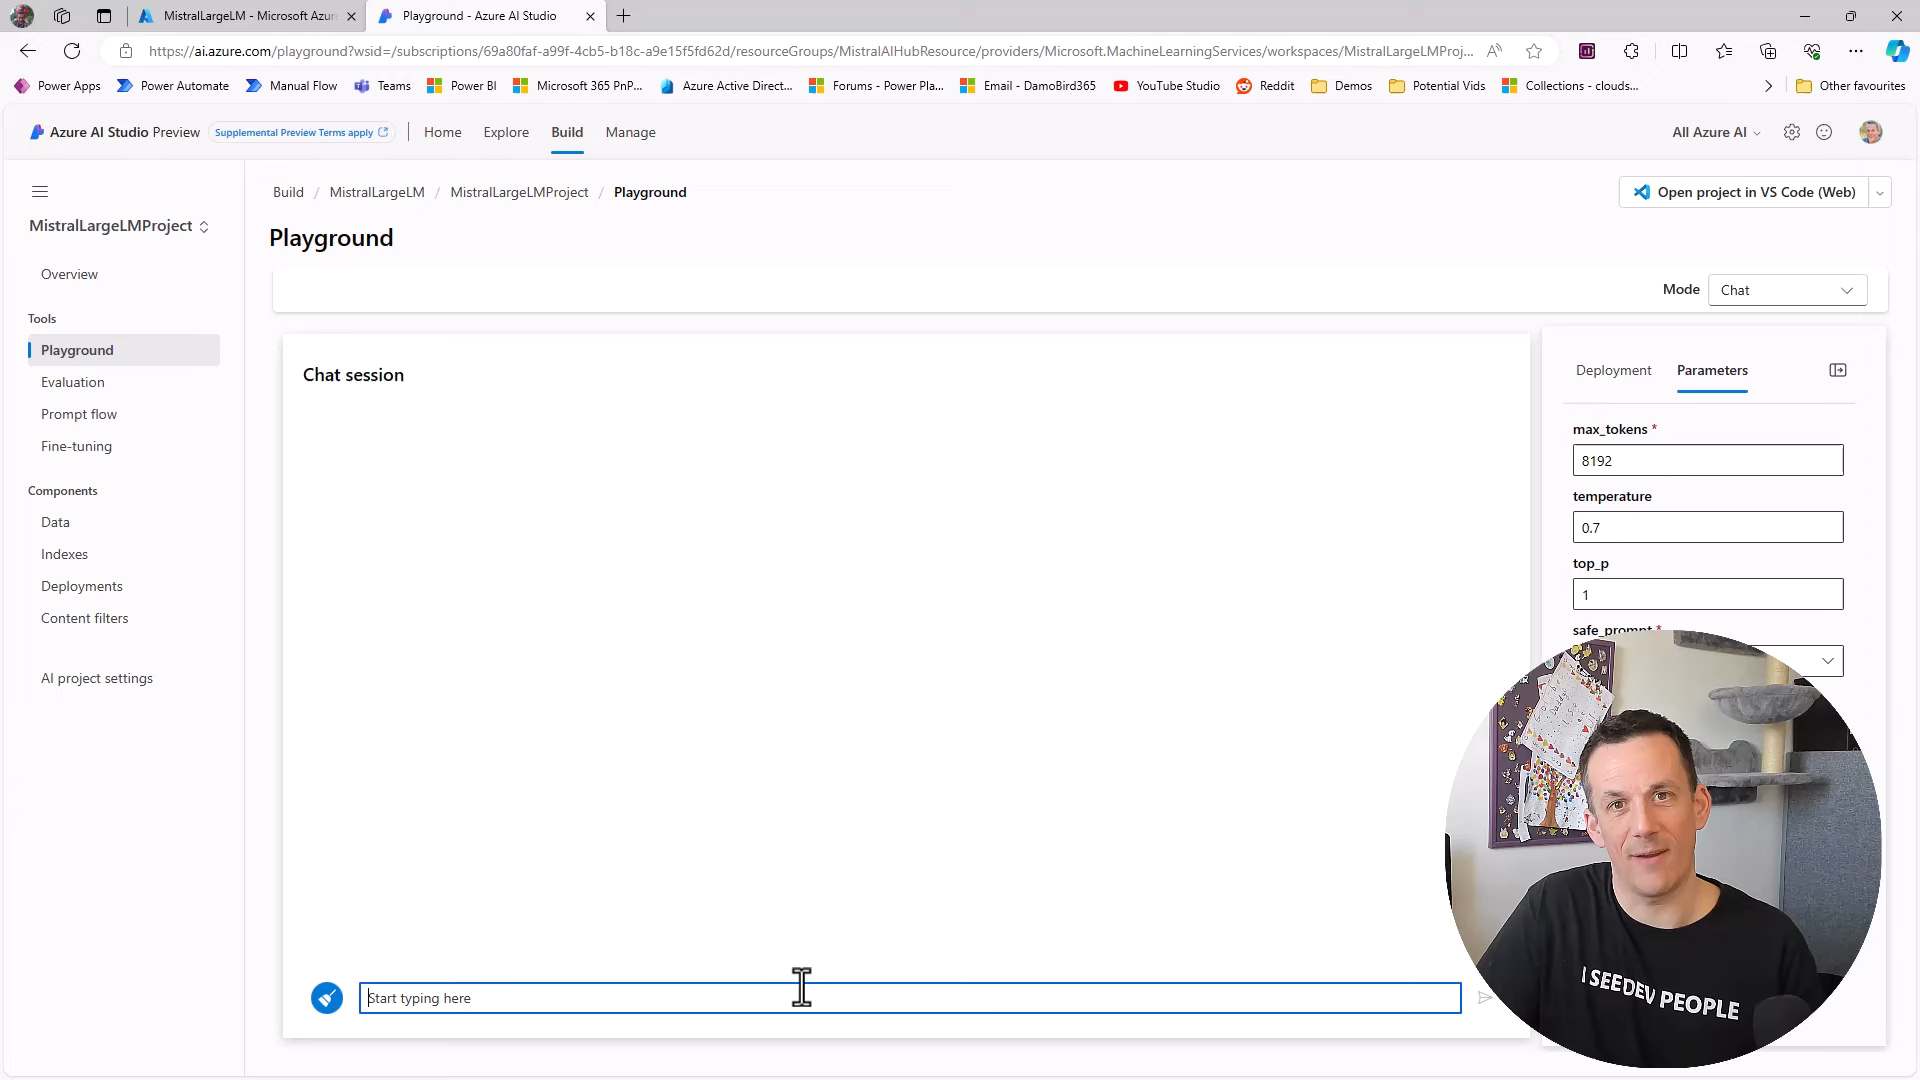 MistralLargeLM - Microsoft Azur
Playground - Azure AI Studio
https://ai.azure.com/playground?wsid=/subscriptions/69a80faf-a99f-4cb5-b18c-a9e15f5fd62d/resourceGroups/MistralAIHubResource/providers/Microsoft.MachineLearningServices/workspaces/MistralLargeLMProj...
Power Apps
Power Automate
Manual Flow
Teams
Power BI
Microsoft 365 PnP...
Azure Active Direct...
Forums - Power Pla...
Email - DamoBird365
YouTube Studio
Reddit
Demos
Potential Vids
Collections - clouds...
Other favourites
Azure AI Studio Preview
Supplemental Preview Terms apply
Home
Explore
Build
Manage
All Azure AI
MistralLargeLMProject
Overview
Tools
Playground
Evaluation
Prompt flow
Fine-tuning
Components
Data
Indexes
Deployments
Content filters
AI project settings
Build / MistralLargeLM / MistralLargeLMProject / Playground
Open project in VS Code (Web)
Playground
Mode
Chat
Chat session
Start typing here
Deployment
Parameters
max_tokens *
8192
temperature
0.7
top_p
1
safe_prompt *
I SEEDEV PEOPLE